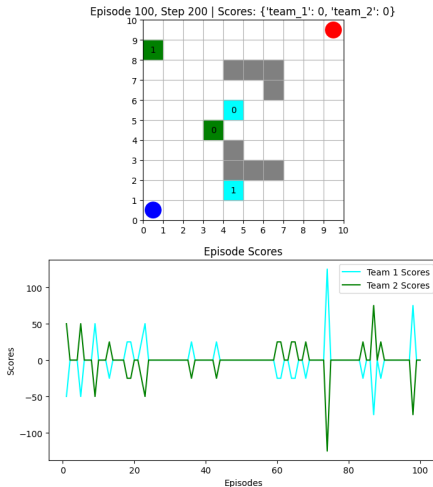 Episode 100, Step 200 | Scores: {'team_1': 0, 'team_2': 0}
10
9
8
7
6
5
4
3
2
1
0
1
0
0
1
0 1 2 3 4 5 6 7 8 9 10
Episode Scores
Team 1 Scores
Team 2 Scores
100
50
0
−50
−100
Scores
0 20 40 60 80 100
Episodes